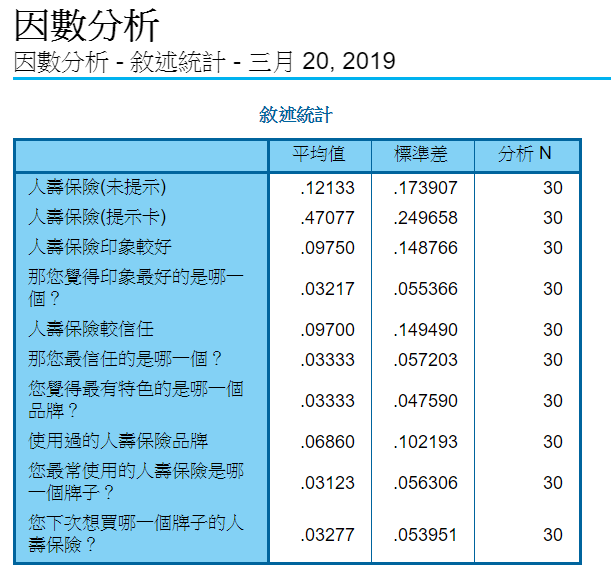 因數分析
因數分析 - 敘述統計 - 三月 20, 2019
敘述統計
平均值 標準差 分析 N
人壽保險(未提示) .12133 .173907 30
人壽保險(提示卡) .47077 .249658 30
人壽保險印象較好 .09750 .148766 30
那您覺得印象最好的是哪一
個？ .03217 .055366 30
人壽保險較信任 .09700 .149490 30
那您最信任的是哪一個？ .03333 .057203 30
您覺得最有特色的是哪一個
品牌？ .03333 .047590 30
使用過的人壽保險品牌 .06860 .102193 30
您最常使用的人壽保險是哪
一個牌子？ .03123 .056306 30
您下次想買哪一個牌子的人
壽保險？ .03277 .053951 30